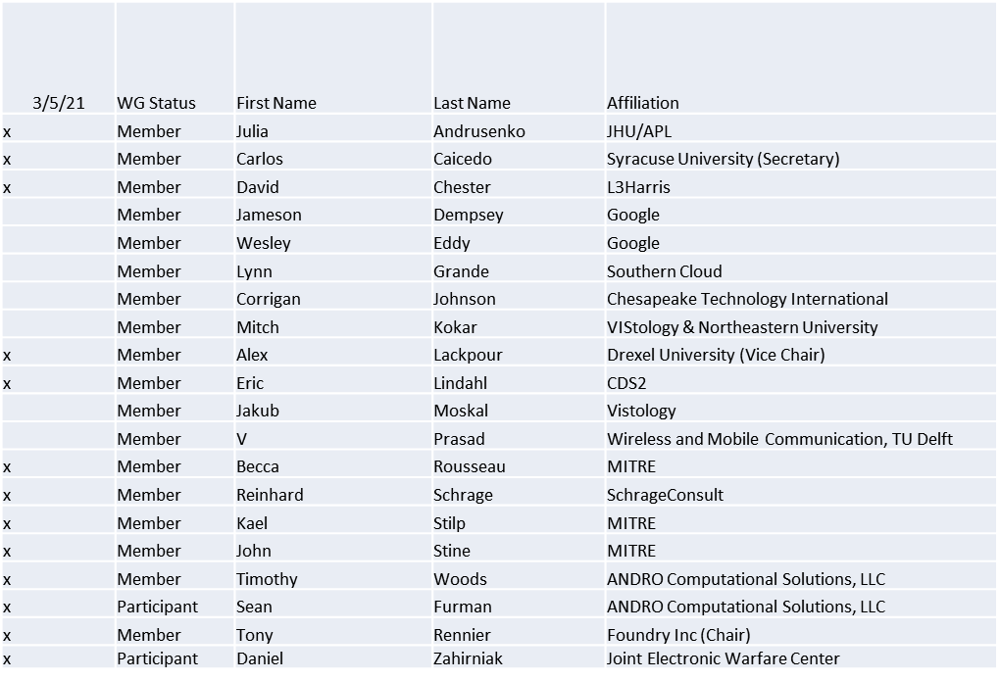 3/5/21 WG Status First Name Last Name Affiliation
x Member Julia Andrusenko JHU/APL
x Member Carlos Caicedo Syracuse University (Secretary)
x Member David Chester L3Harris
Member Jameson Dempsey Google
Member Wesley Eddy Google
Member Lynn Grande Southern Cloud
Member Corrigan Johnson Chesapeake Technology International
Member Mitch Kokar VIStology & Northeastern University
x Member Alex Lackpour Drexel University (Vice Chair)
x Member Eric Lindahl CDS2
Member Jakub Moskal Vistology
Member V Prasad Wireless and Mobile Communication, TU Delft
x Member Becca Rousseau MITRE
x Member Reinhard Schrage SchrageConsult
x Member Kael Stilp MITRE
x Member John Stine MITRE
x Member Timothy Woods ANDRO Computational Solutions, LLC
x Participant Sean Furman ANDRO Computational Solutions, LLC
x Member Tony Rennier Foundry Inc (Chair)
x Participant Daniel Zahirniak Joint Electronic Warfare Center